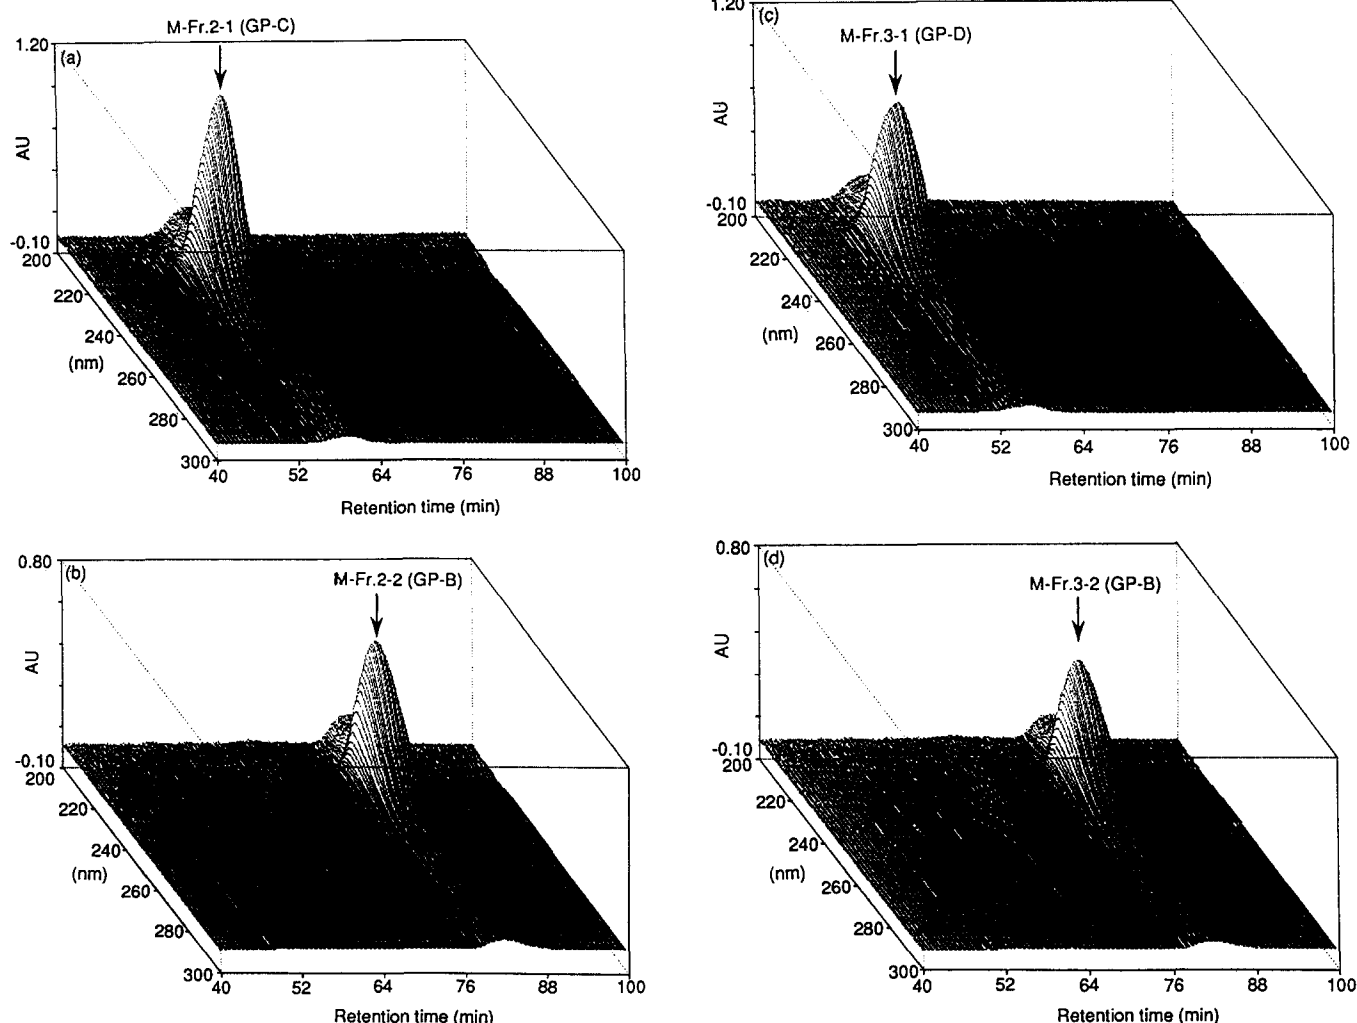 (a)
M-Fr.2-1 (GP-C)
1.20
AU
-0.10
200
220
240
(nm)
260
280
300
40 52 64 76 88 100
Retention time (min)
(c)
M-Fr.3-1 (GP-D)
1.20
AU
-0.10
200
220
240
(nm)
260
280
300
40 52 64 76 88 100
Retention time (min)
(b)
M-Fr.2-2 (GP-B)
0.80
AU
-0.10
200
220
240
(nm)
260
280
300
40 52 64 76 88 100
Retention time (min)
(d)
M-Fr.3-2 (GP-B)
0.80
AU
-0.10
200
220
240
(nm)
260
280
300
40 52 64 76 88 100
Retention time (min)